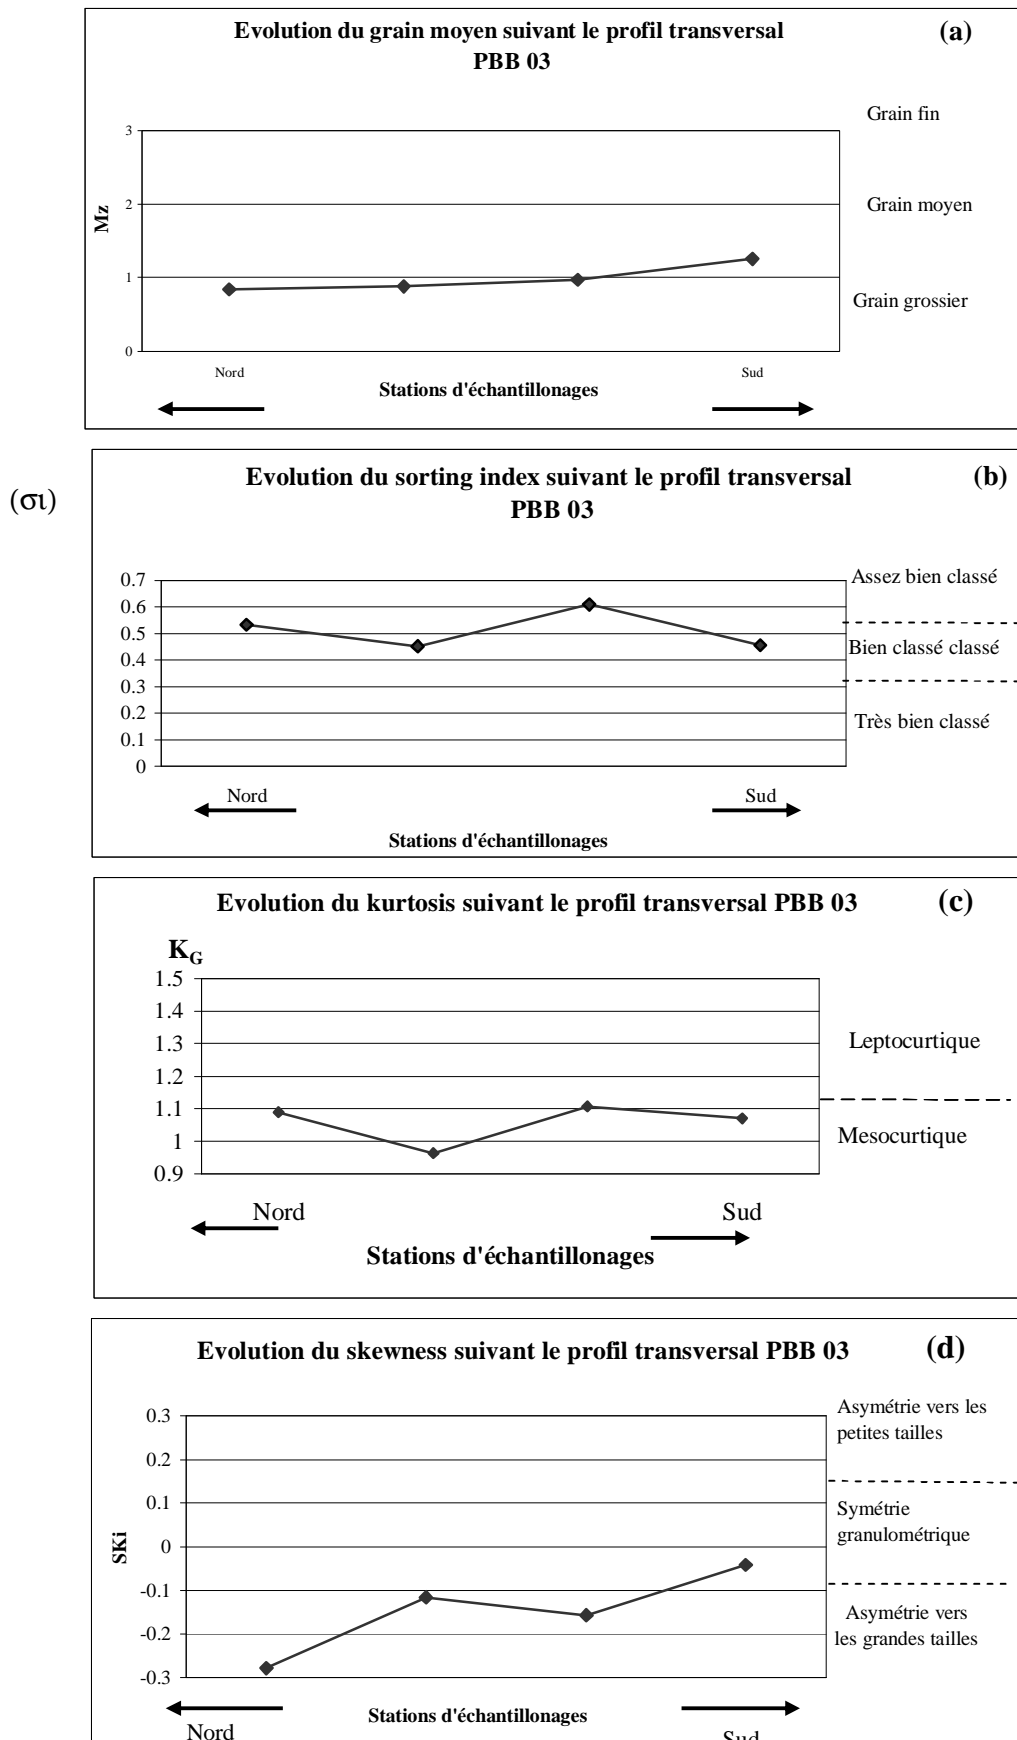 Evolution du grain moyen suivant le profil transversal
PBB 03
(a)
Grain fin
Grain moyen
Grain grossier
Mz
3
2
1
0
Nord
Sud
Stations d'échantillonages
(σι)
Evolution du sorting index suivant le profil transversal
PBB 03
(b)
0.7
0.6
0.5
0.4
0.3
0.2
0.1
0
Assez bien classé
Bien classé classé
Très bien classé
Nord
Sud
Stations d'échantillonages
Evolution du kurtosis suivant le profil transversal PBB 03
(c)
KG
1.5
1.4
1.3
1.2
1.1
1
0.9
Leptocurtique
Mesocurtique
Nord
Sud
Stations d'échantillonages
Evolution du skewness suivant le profil transversal PBB 03
(d)
SKi
0.3
0.2
0.1
0
-0.1
-0.2
-0.3
Asymétrie vers les
petites tailles
Symétrie
granulométrique
Asymétrie vers
les grandes tailles
Stations d'échantillonages
Nord
Sud